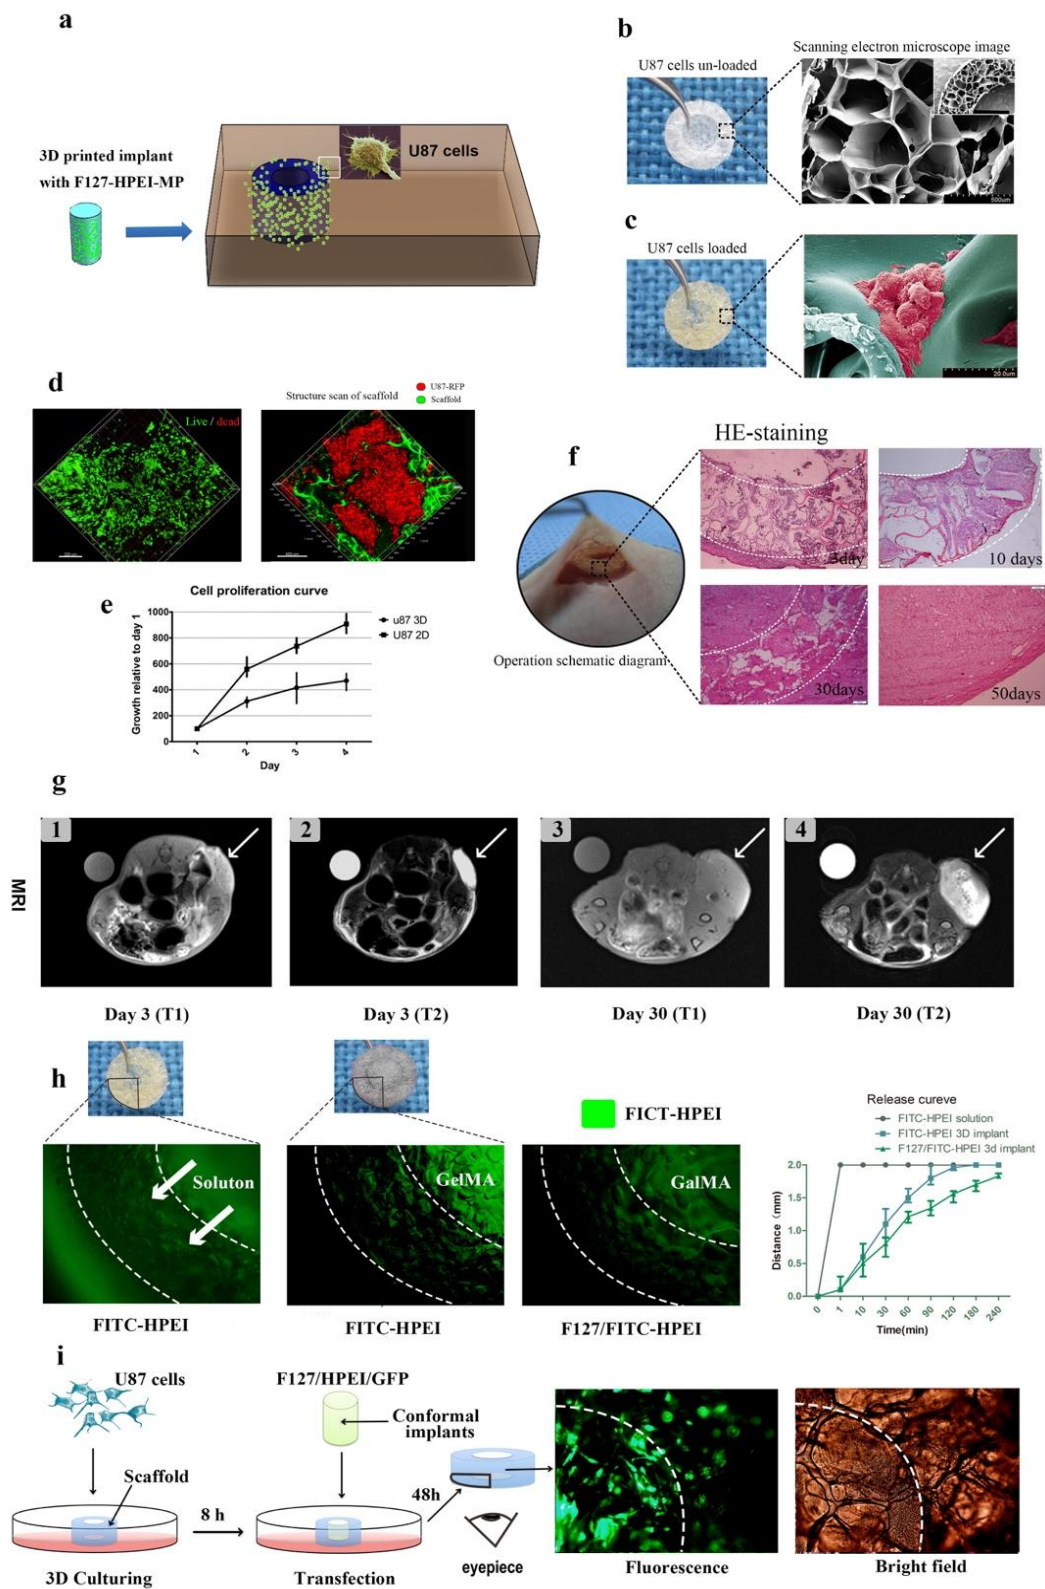 a
3D printed implant
with F127-HPEI-MP
U87 cells
b
Scanning electron microscope image
U87 cells un-loaded
500um
c
U87 cells loaded
20.0um
d
Live / dead
Structure scan of scaffold
U87-RFP
Scaffold
e
Cell proliferation curve
Growth relative to day 1
1000
800
600
400
200
0
1
2
3
4
Day
u87 3D
U87 2D
f
HE-staining
Operation schematic diagram
3day
10 days
30days
50days
g
MRI
1
2
3
4
Day 3 (T1)
Day 3 (T2)
Day 30 (T1)
Day 30 (T2)
h
FICT-HPEI
Soluton
GelMA
GalMA
FITC-HPEI
FITC-HPEI
F127/FITC-HPEI
Release cureve
FITC-HPEI solution
FITC-HPEI 3D implant
F127/FITC-HPEI 3d implant
Distance (mm)
2.0
1.5
1.0
0.5
0.0
0
1
10
30
60
90
120
180
240
Time(min)
i
U87 cells
Scaffold
3D Culturing
8 h
F127/HPEI/GFP
Conformal
implants
Transfection
48h
eyepiece
Fluorescence
Bright field